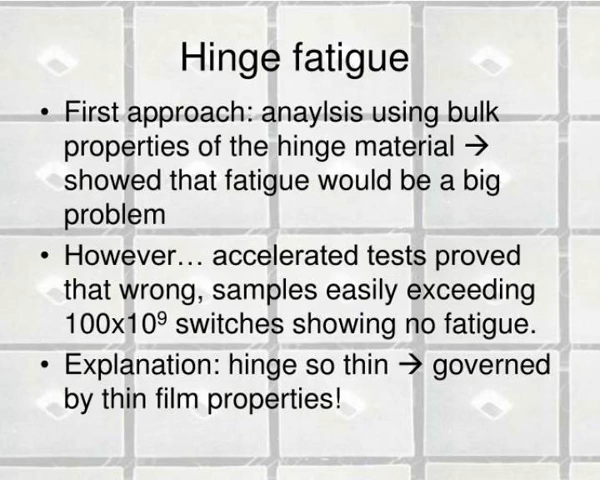 Hinge fatigue
• First approach: anaylsis using bulk
properties of the hinge material →
showed that fatigue would be a big
problem
• However… accelerated tests proved
that wrong, samples easily exceeding
100x10⁹ switches showing no fatigue.
• Explanation: hinge so thin → governed
by thin film properties!